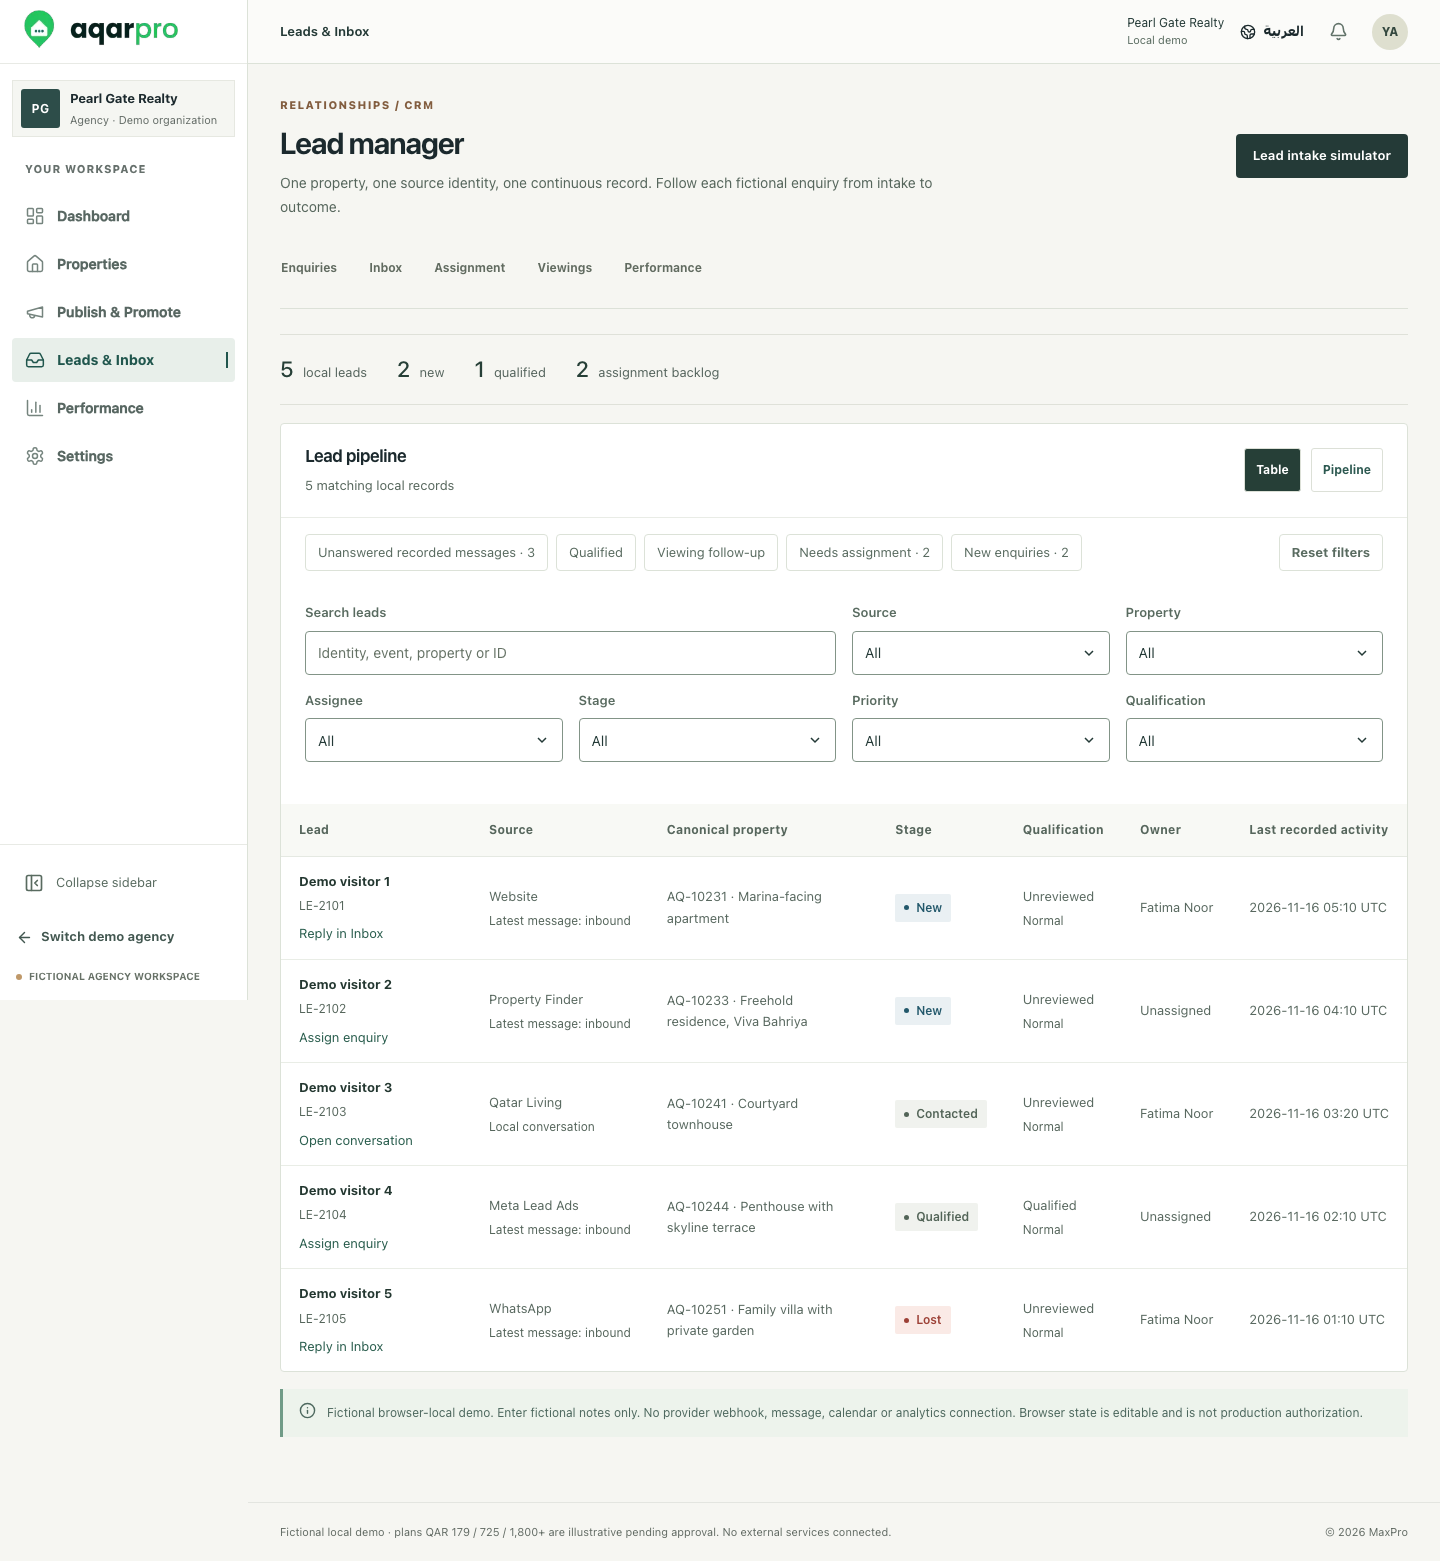 aqarpro
Leads & Inbox
Pearl Gate Realty
Local demo
العربية
YA
PG
Pearl Gate Realty
Agency · Demo organization
YOUR WORKSPACE
Dashboard
Properties
Publish & Promote
Leads & Inbox
Performance
Settings
Collapse sidebar
Switch demo agency
FICTIONAL AGENCY WORKSPACE
RELATIONSHIPS / CRM
Lead manager
One property, one source identity, one continuous record. Follow each fictional enquiry from intake to
outcome.
Lead intake simulator
Enquiries Inbox Assignment Viewings Performance
5 local leads 2 new 1 qualified 2 assignment backlog
Lead pipeline
5 matching local records
Table Pipeline
Unanswered recorded messages · 3 Qualified Viewing follow-up Needs assignment · 2 New enquiries · 2 Reset filters
Search leads Source Property
Identity, event, property or ID All All
Assignee Stage Priority Qualification
All All All All
Lead Source Canonical property Stage Qualification Owner Last recorded activity
Demo visitor 1
LE-2101
Reply in Inbox
Website
Latest message: inbound
AQ-10231 · Marina-facing
apartment
New
Unreviewed
Normal
Fatima Noor
2026-11-16 05:10 UTC
Demo visitor 2
LE-2102
Assign enquiry
Property Finder
Latest message: inbound
AQ-10233 · Freehold
residence, Viva Bahriya
New
Unreviewed
Normal
Unassigned
2026-11-16 04:10 UTC
Demo visitor 3
LE-2103
Open conversation
Qatar Living
Local conversation
AQ-10241 · Courtyard
townhouse
Contacted
Unreviewed
Normal
Fatima Noor
2026-11-16 03:20 UTC
Demo visitor 4
LE-2104
Assign enquiry
Meta Lead Ads
Latest message: inbound
AQ-10244 · Penthouse with
skyline terrace
Qualified
Qualified
Normal
Unassigned
2026-11-16 02:10 UTC
Demo visitor 5
LE-2105
Reply in Inbox
WhatsApp
Latest message: inbound
AQ-10251 · Family villa with
private garden
Lost
Unreviewed
Normal
Fatima Noor
2026-11-16 01:10 UTC
Fictional browser-local demo. Enter fictional notes only. No provider webhook, message, calendar or analytics connection. Browser state is editable and is not production authorization.
Fictional local demo · plans QAR 179 / 725 / 1,800+ are illustrative pending approval. No external services connected.
© 2026 MaxPro